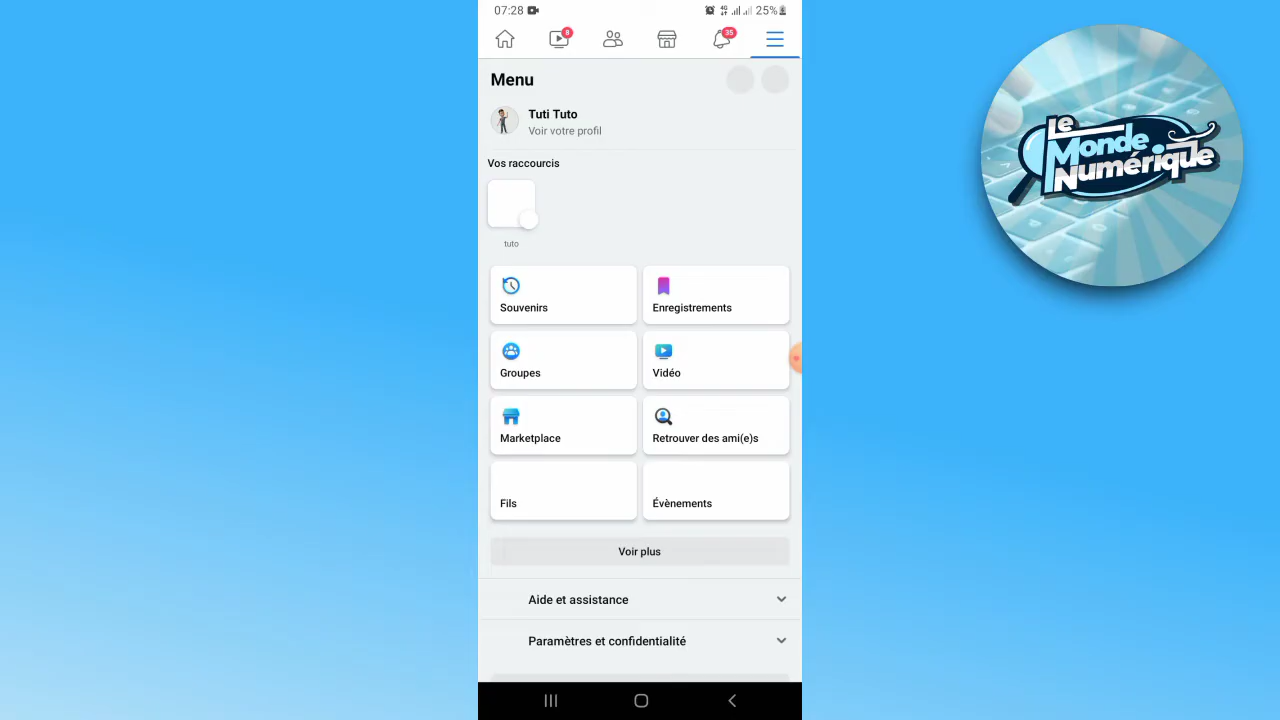 07:28
4G
25%
8
35
Menu
Tuti Tuto
Voir votre profil
Vos raccourcis
tuto
Souvenirs
Enregistrements
Groupes
Vidéo
Marketplace
Retrouver des ami(e)s
Fils
Évènements
Voir plus
Aide et assistance
Paramètres et confidentialité
Le
Monde
Numérique